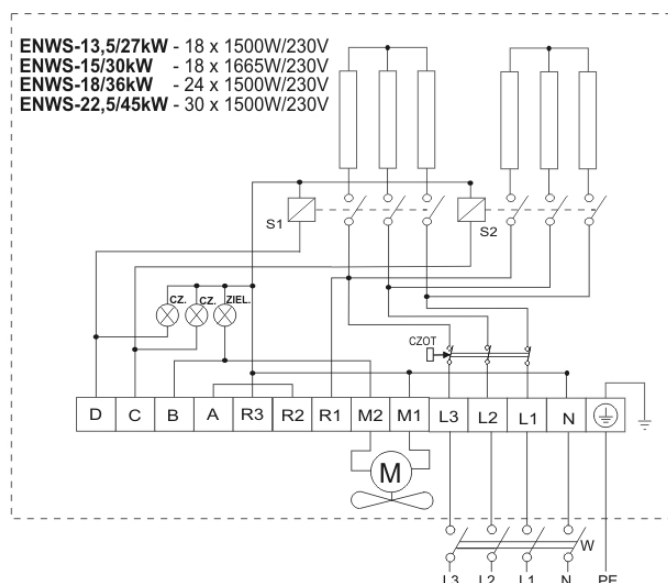 ENWS-13,5/27kW - 18 x 1500W/230V
ENWS-15/30kW - 18 x 1665W/230V
ENWS-18/36kW - 24 x 1500W/230V
ENWS-22,5/45kW - 30 x 1500W/230V
S1 S2
CZ. CZ. ZIEL.
CZOT
D C B A R3 R2 R1 M2 M1 L3 L2 L1 N
M
W
L3 L2 L1 N PE